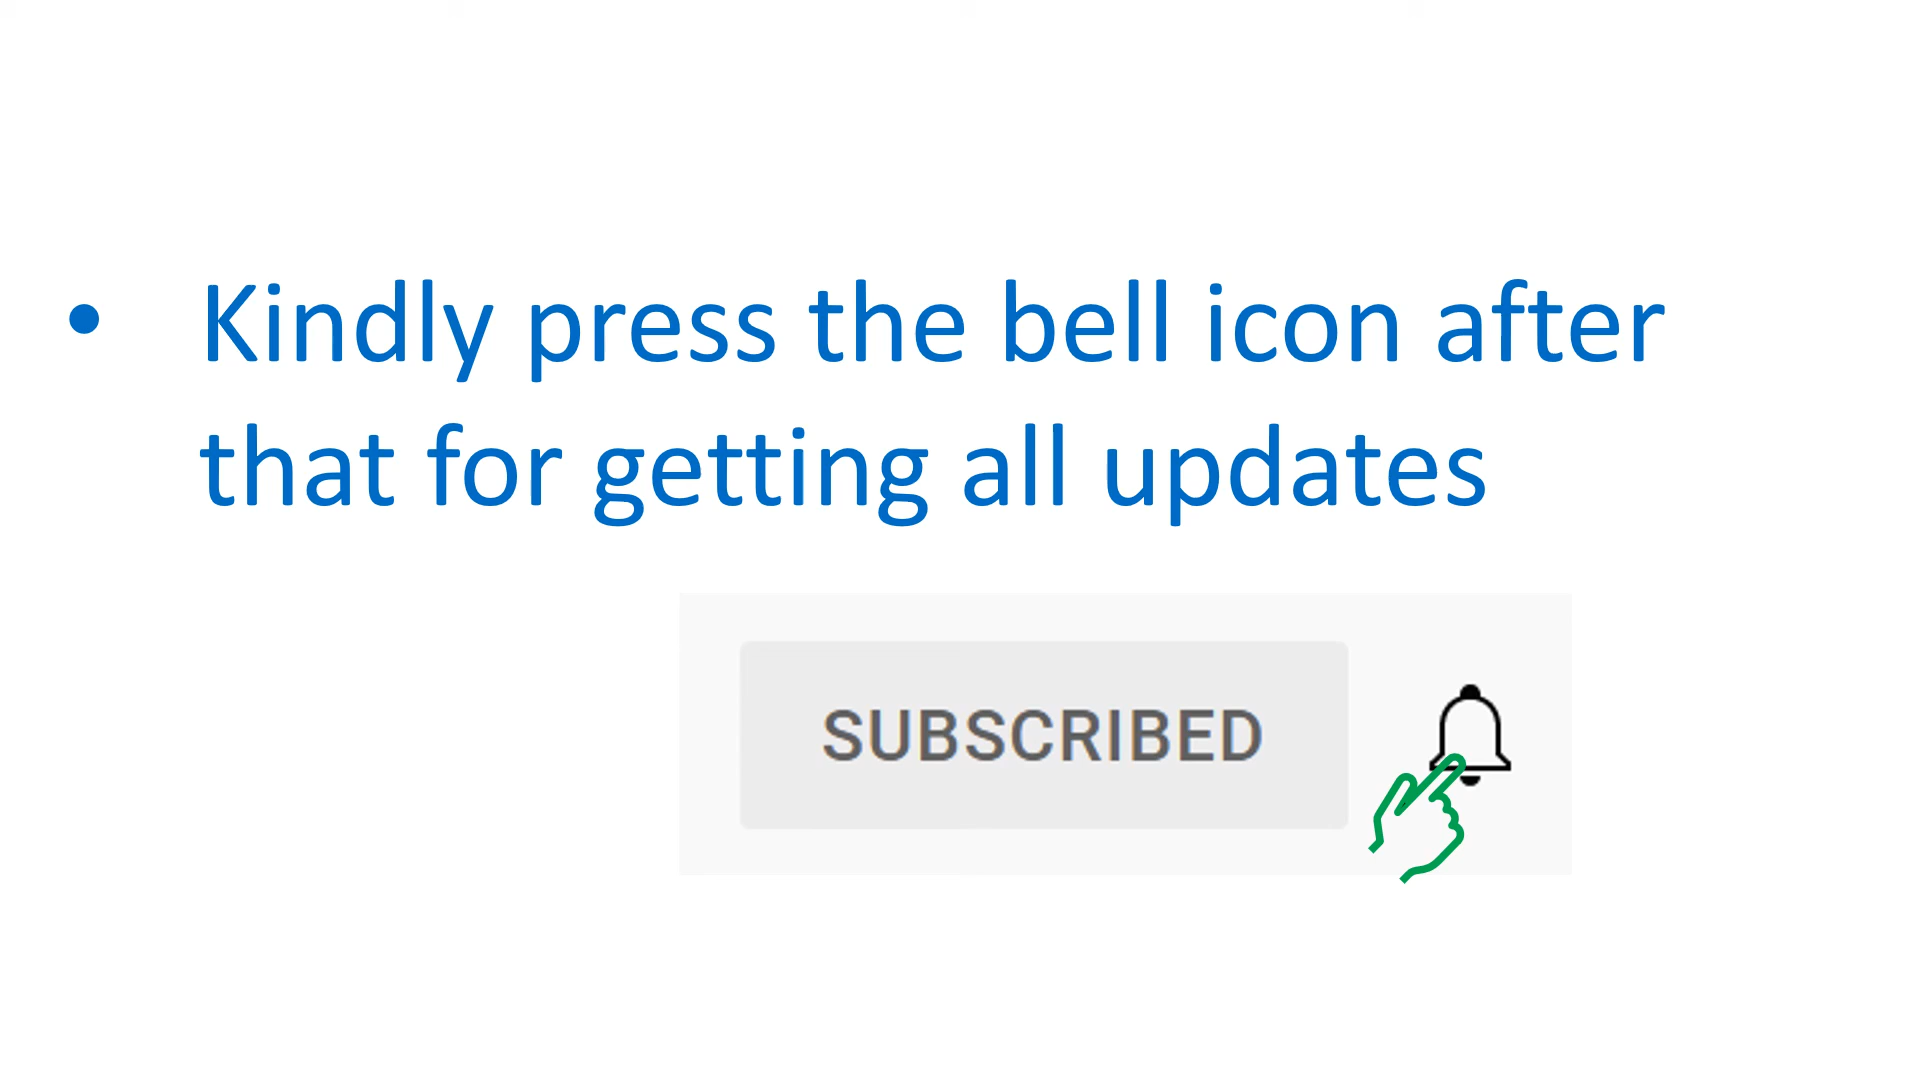 • Kindly press the bell icon after
that for getting all updates
SUBSCRIBED